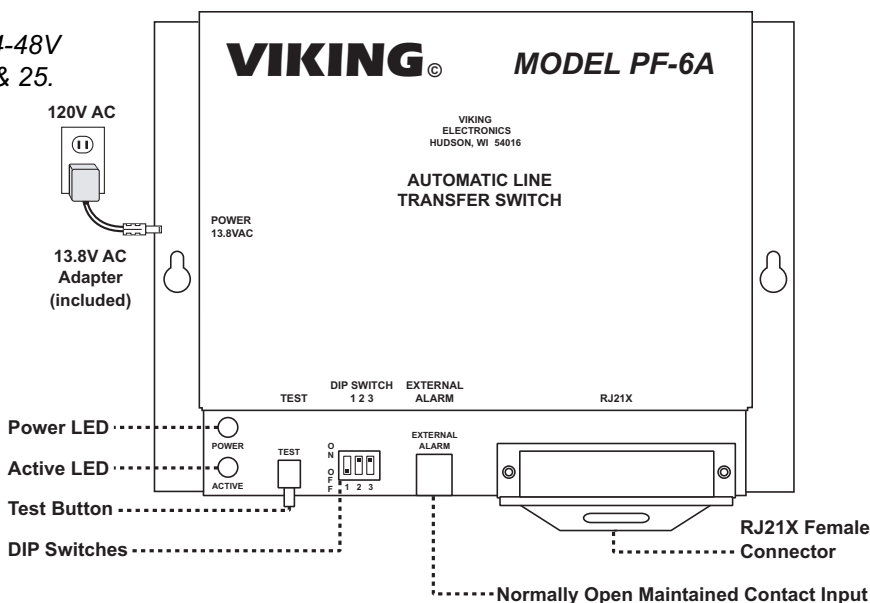 4-48V
& 25.
VIKING©
MODEL PF-6A
120V AC
VIKING
ELECTRONICS
HUDSON, WI 54016
AUTOMATIC LINE
TRANSFER SWITCH
POWER
13.8VAC
13.8V AC
Adapter
(included)
TEST
DIP SWITCH
1 2 3
EXTERNAL
ALARM
RJ21X
Power LED
POWER
Active LED
ACTIVE
TEST
ON
OFF
1 2 3
EXTERNAL
ALARM
Test Button
DIP Switches
RJ21X Female
Connector
Normally Open Maintained Contact Input